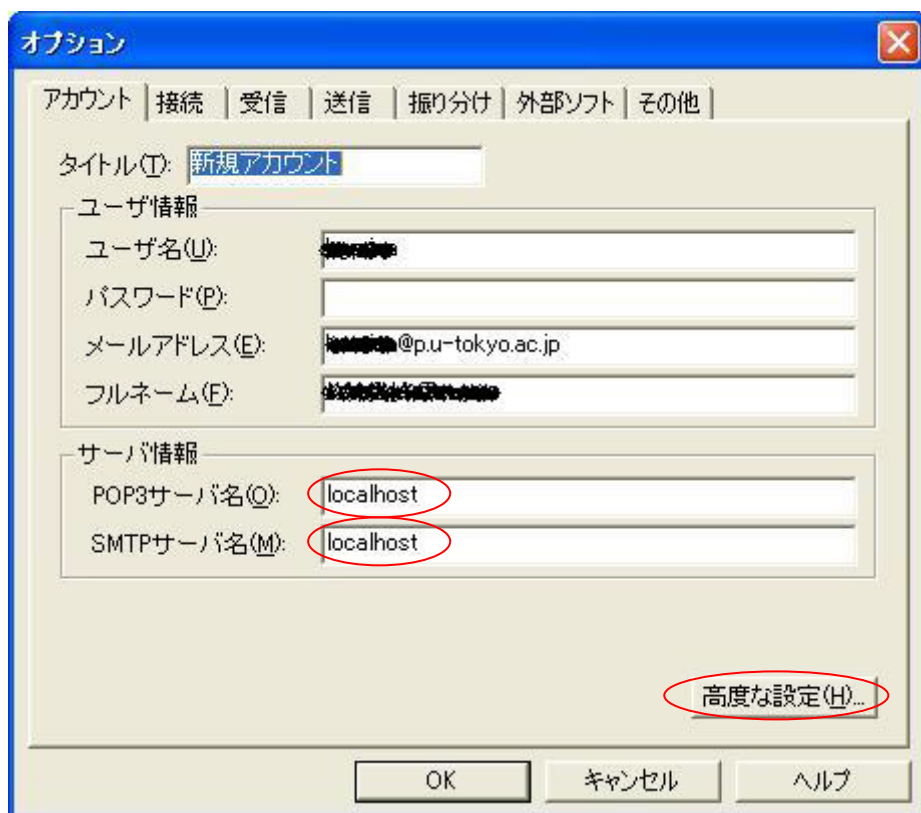 オプション
アカウント 接続 受信 送信 振り分け 外部ソフト その他
タイトル(T): 新規アカウント
ユーザ情報
ユーザ名(U):
パスワード(P):
メールアドレス(E): @p.u-tokyo.ac.jp
フルネーム(F):
サーバ情報
POP3サーバ名(O): localhost
SMTPサーバ名(M): localhost
高度な設定(H)...
OK キャンセル ヘルプ